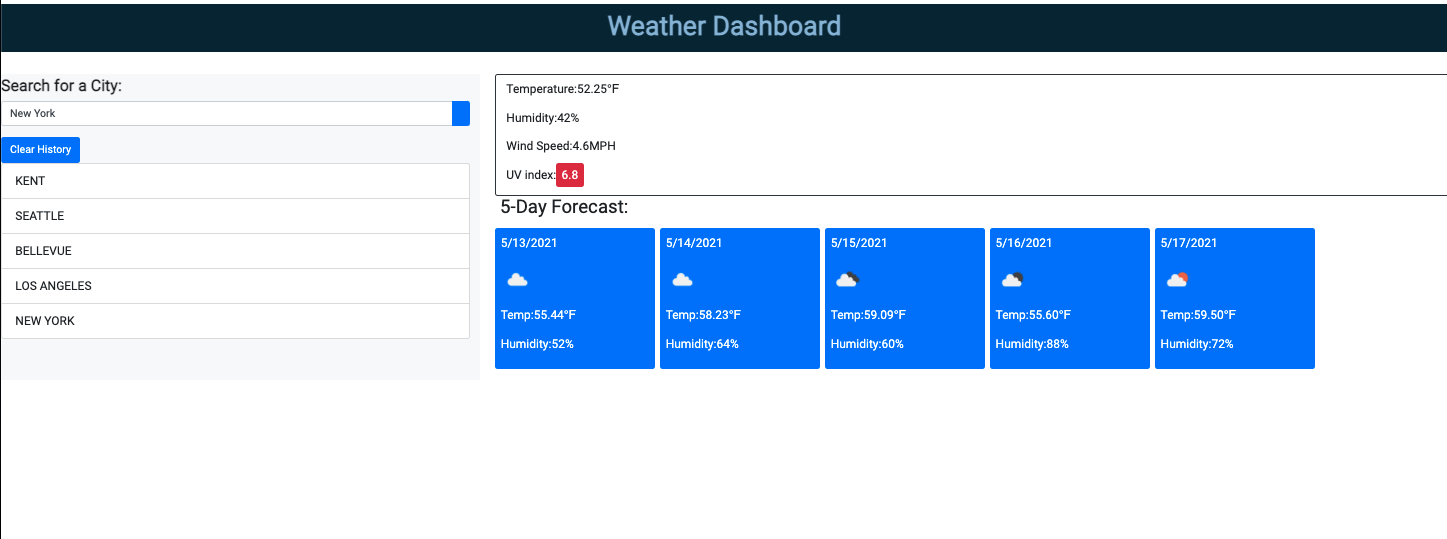 Weather Dashboard
Search for a City:
New York
Clear History
KENT
SEATTLE
BELLEVUE
LOS ANGELES
NEW YORK
Temperature:52.25°F
Humidity:42%
Wind Speed:4.6MPH
UV index:6.8
5-Day Forecast:
5/13/2021
Temp:55.44°F
Humidity:52%
5/14/2021
Temp:58.23°F
Humidity:64%
5/15/2021
Temp:59.09°F
Humidity:60%
5/16/2021
Temp:55.60°F
Humidity:88%
5/17/2021
Temp:59.50°F
Humidity:72%